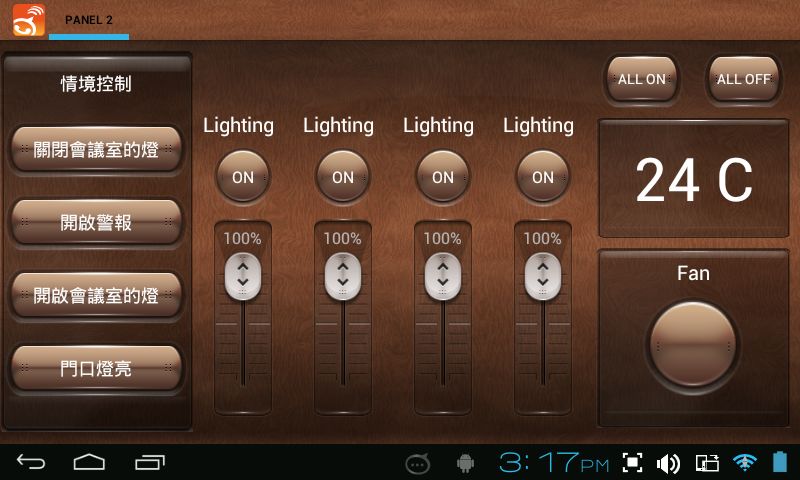 PANEL 2
情境控制
關閉會議室的燈
開啟警報
開啟會議室的燈
門口燈亮
Lighting Lighting Lighting Lighting
ON ON ON ON
100% 100% 100% 100%
ALL ON ALL OFF
24 C
Fan
3:17PM